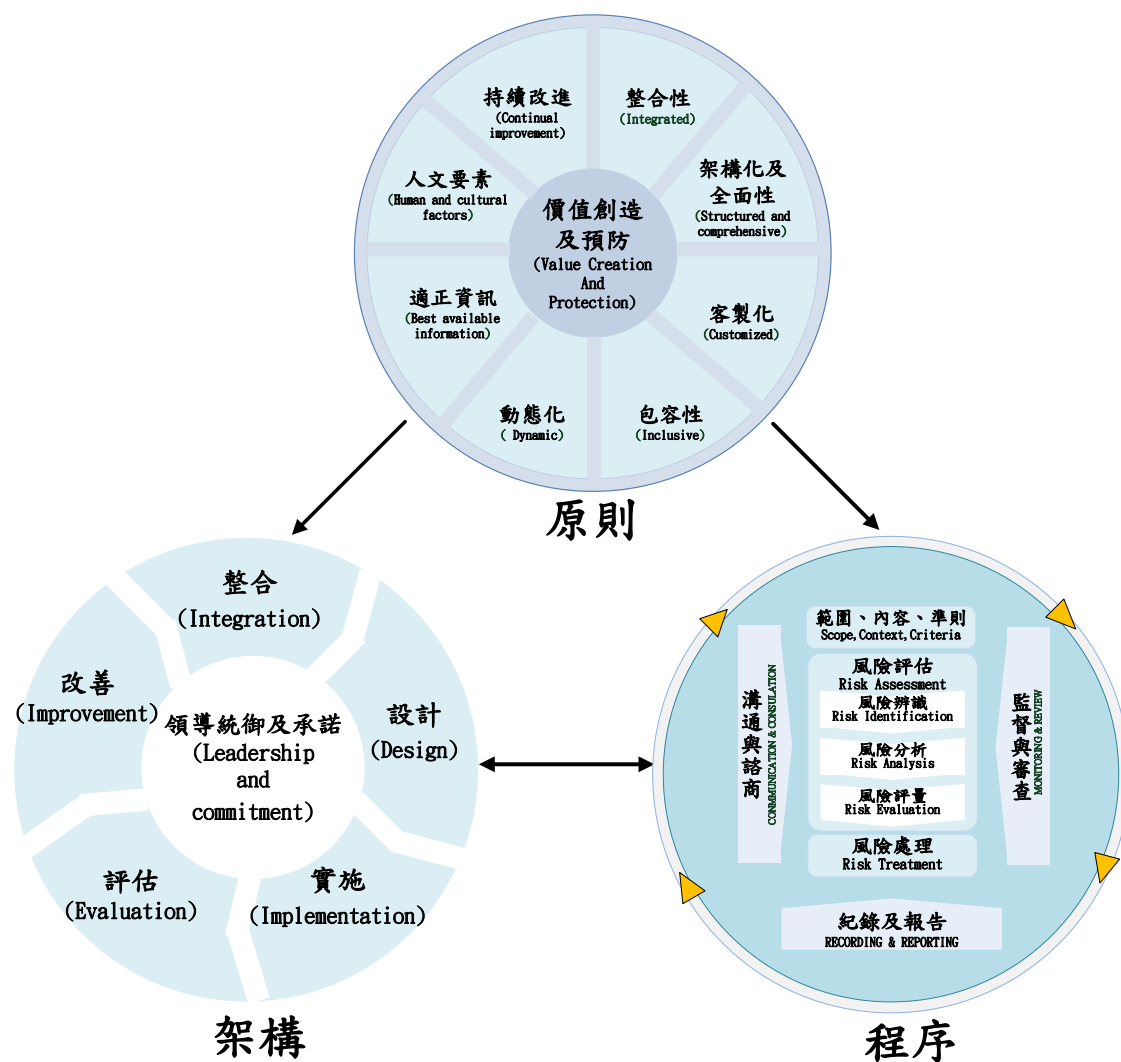 持續改進
(Continual
improvement)
整合性
(Integrated)
人文要素
(Human and cultural
factors)
架構化及
全面性
(Structured and
comprehensive)
價值創造
及預防
(Value Creation
And
Protection)
適正資訊
(Best available
information)
客製化
(Customized)
動態化
( Dynamic)
包容性
(Inclusive)
原則
整合
(Integration)
改善
(Improvement)
設計
(Design)
領導統御及承諾
(Leadership
and
commitment)
評估
(Evaluation)
實施
(Implementation)
架構
範圍、內容、準則
Scope,Context,Criteria
溝通與諮商
CONMMUNICATION & CONSULATION
風險評估
Risk Assessment
風險辨識
Risk Identification
風險分析
Risk Analysis
風險評量
Risk Evaluation
風險處理
Risk Treatment
監督與審查
MONITORING & REVIEW
紀錄及報告
RECORDING & REPORTING
程序